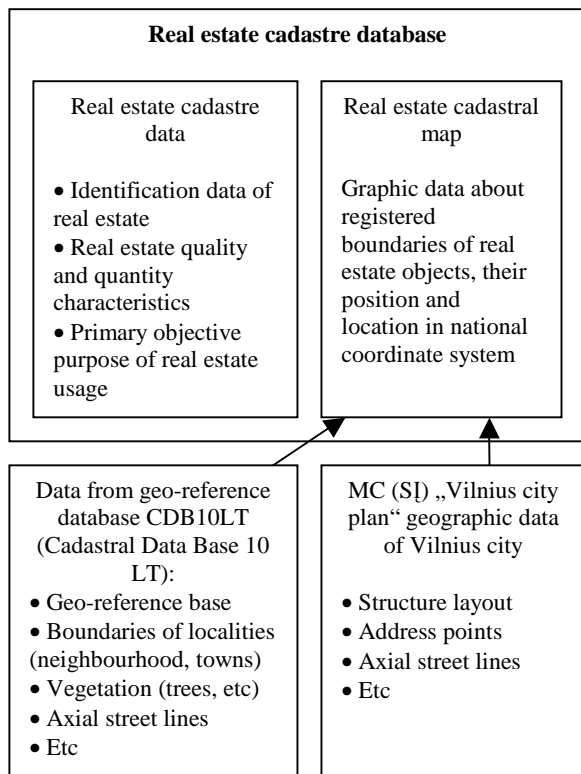 Real estate cadastre database
Real estate cadastre
data
• Identification data of
real estate
• Real estate quality
and quantity
characteristics
• Primary objective
purpose of real estate
usage
Real estate cadastral
map
Graphic data about
registered
boundaries of real
estate objects, their
position and
location in national
coordinate system
Data from geo-reference
database CDB10LT
(Cadastral Data Base 10
LT):
• Geo-reference base
• Boundaries of localities
(neighbourhood, towns)
• Vegetation (trees, etc)
• Axial street lines
• Etc
MC (SĮ) „Vilnius city
plan“ geographic data
of Vilnius city
• Structure layout
• Address points
• Axial street lines
• Etc